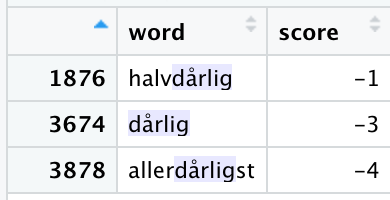 word score
1876 halvdårlig -1
3674 dårlig -3
3878 allerdårligst -4